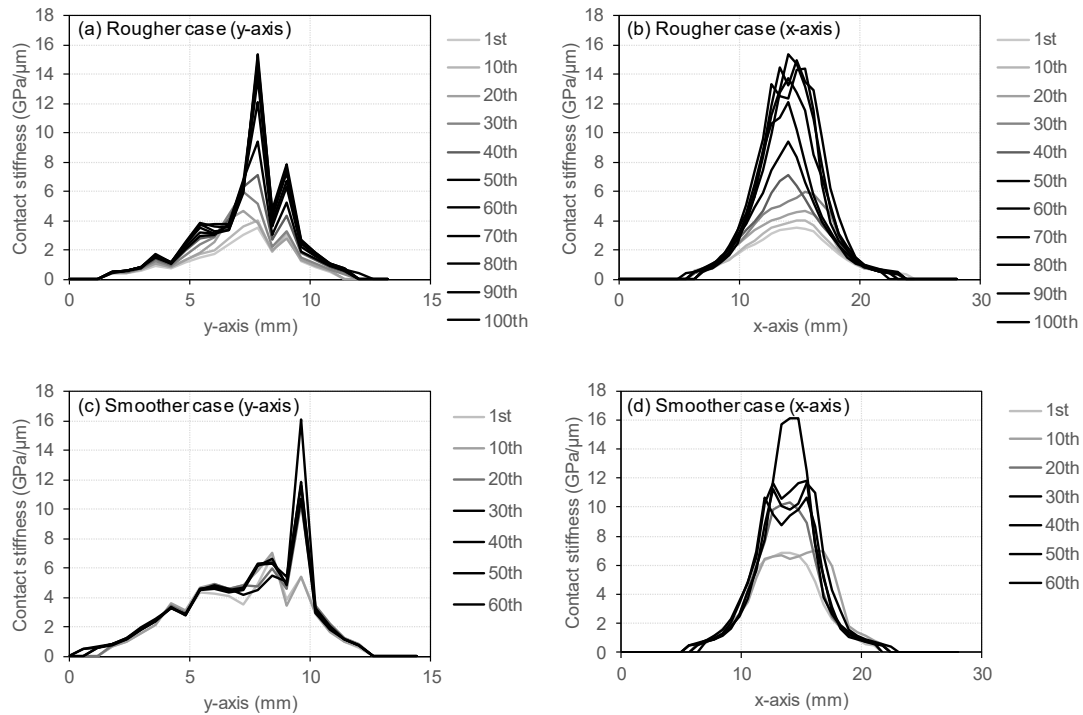 (a) Rougher case (y-axis)
Contact stiffness (GPa/μm)
18
16
14
12
10
8
6
4
2
0
0 5 10 15
y-axis (mm)
1st
10th
20th
30th
40th
50th
60th
70th
80th
90th
100th
(b) Rougher case (x-axis)
Contact stiffness (GPa/μm)
18
16
14
12
10
8
6
4
2
0
0 10 20 30
x-axis (mm)
1st
10th
20th
30th
40th
50th
60th
70th
80th
90th
100th
(c) Smoother case (y-axis)
Contact stiffness (GPa/μm)
18
16
14
12
10
8
6
4
2
0
0 5 10 15
y-axis (mm)
1st
10th
20th
30th
40th
50th
60th
(d) Smoother case (x-axis)
Contact stiffness (GPa/μm)
18
16
14
12
10
8
6
4
2
0
0 10 20 30
x-axis (mm)
1st
10th
20th
30th
40th
50th
60th